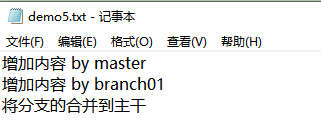 demo5.txt - 记事本
文件(F) 编辑(E) 格式(O) 查看(V) 帮助(H)
增加内容 by master
增加内容 by branch01
将分支的合并到主干